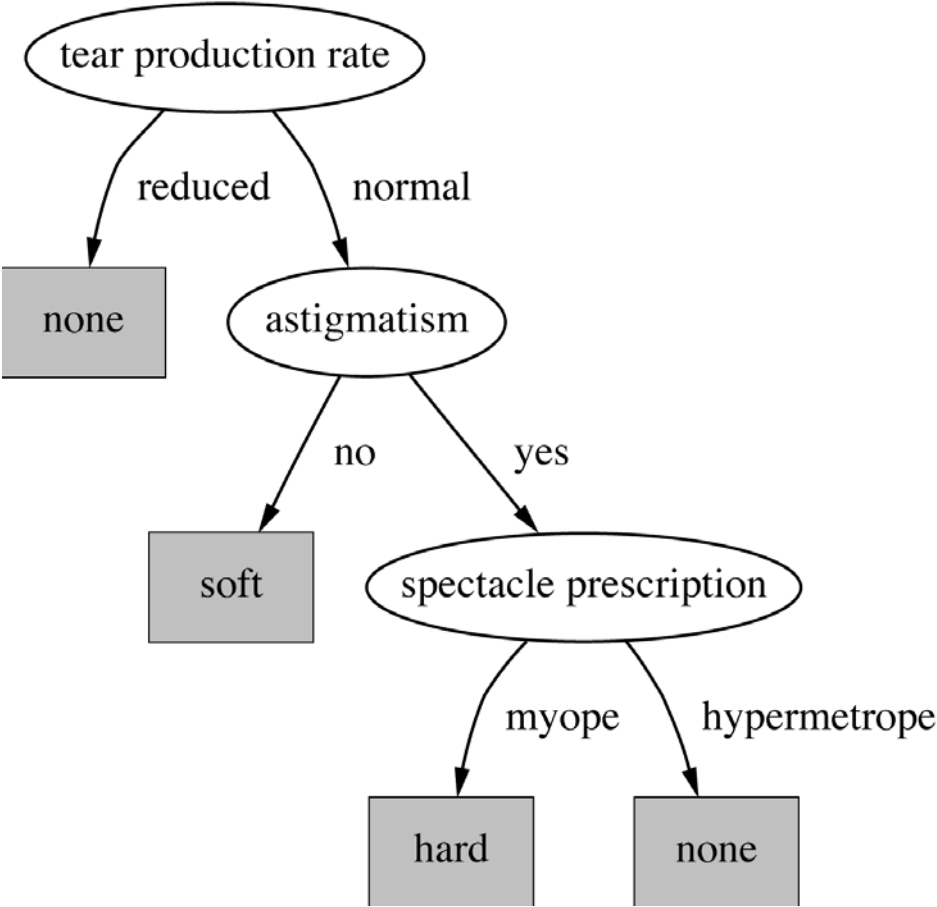 tear production rate
reduced
normal
none
astigmatism
no
yes
soft
spectacle prescription
myope
hypermetrope
hard
none